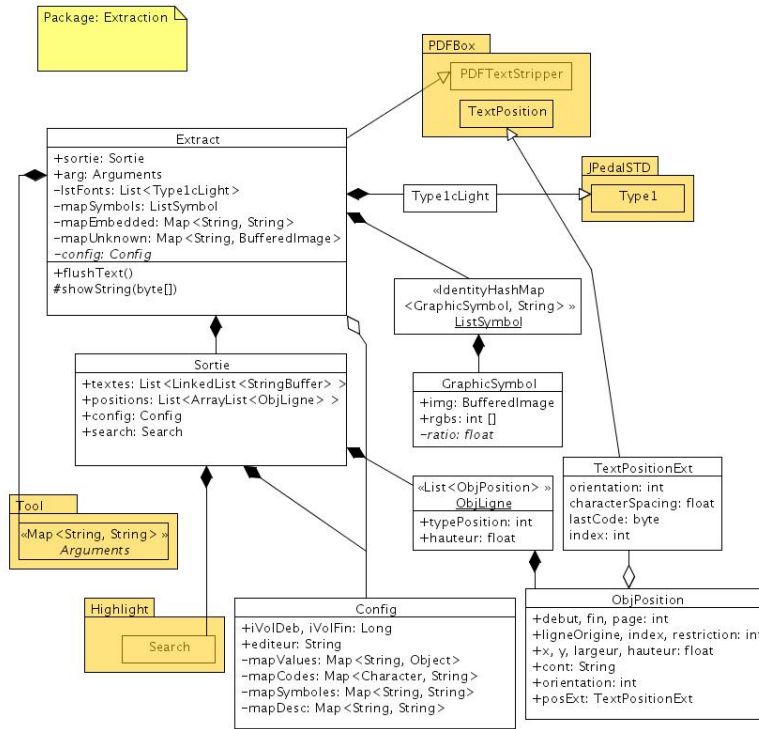 Package: Extraction
PDFBox
PDFTextStripper
TextPosition
Extract
+sortie: Sortie
+arg: Arguments
-lstFonts: List<Type1cLight>
-mapSymbols: ListSymbol
-mapEmbedded: Map<String, String>
-mapUnknown: Map<String, BufferedImage>
-config: Config
+flushText()
#showString(byte[])
Type1cLight
JPedalSTD
Type1
«IdentityHashMap
<GraphicSymbol, String> »
ListSymbol
Sortie
+textes: List<LinkedList<StringBuffer> >
+positions: List<ArrayList<ObjLigne> >
+config: Config
+search: Search
GraphicSymbol
+img: BufferedImage
+rgbs: int []
-ratio: float
«List<ObjPosition> »
ObjLigne
+typePosition: int
+hauteur: float
TextPositionExt
orientation: int
characterSpacing: float
lastCode: byte
index: int
Tool
«Map<String, String> »
Arguments
Highlight
Search
Config
+iVolDeb, iVolFin: Long
+editeur: String
-mapValues: Map<String, Object>
-mapCodes: Map<Character, String>
-mapSymboles: Map<String, String>
-mapDesc: Map<String, String>
ObjPosition
+debut, fin, page: int
+ligneOrigine, index, restriction: int
+x, y, largeur, hauteur: float
+cont: String
+orientation: int
+posExt: TextPositionExt